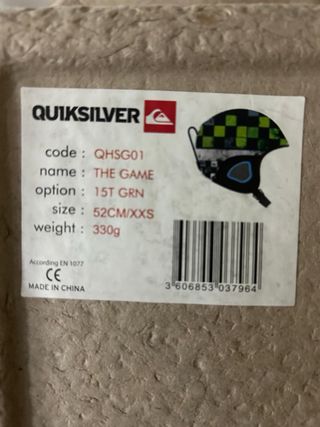 QUIKSILVER
code : QHSG01
name : THE GAME
option : 15T GRN
size : 52CM/XXS
weight : 330g
According EN 1077
CE
MADE IN CHINA
3 606853 037964